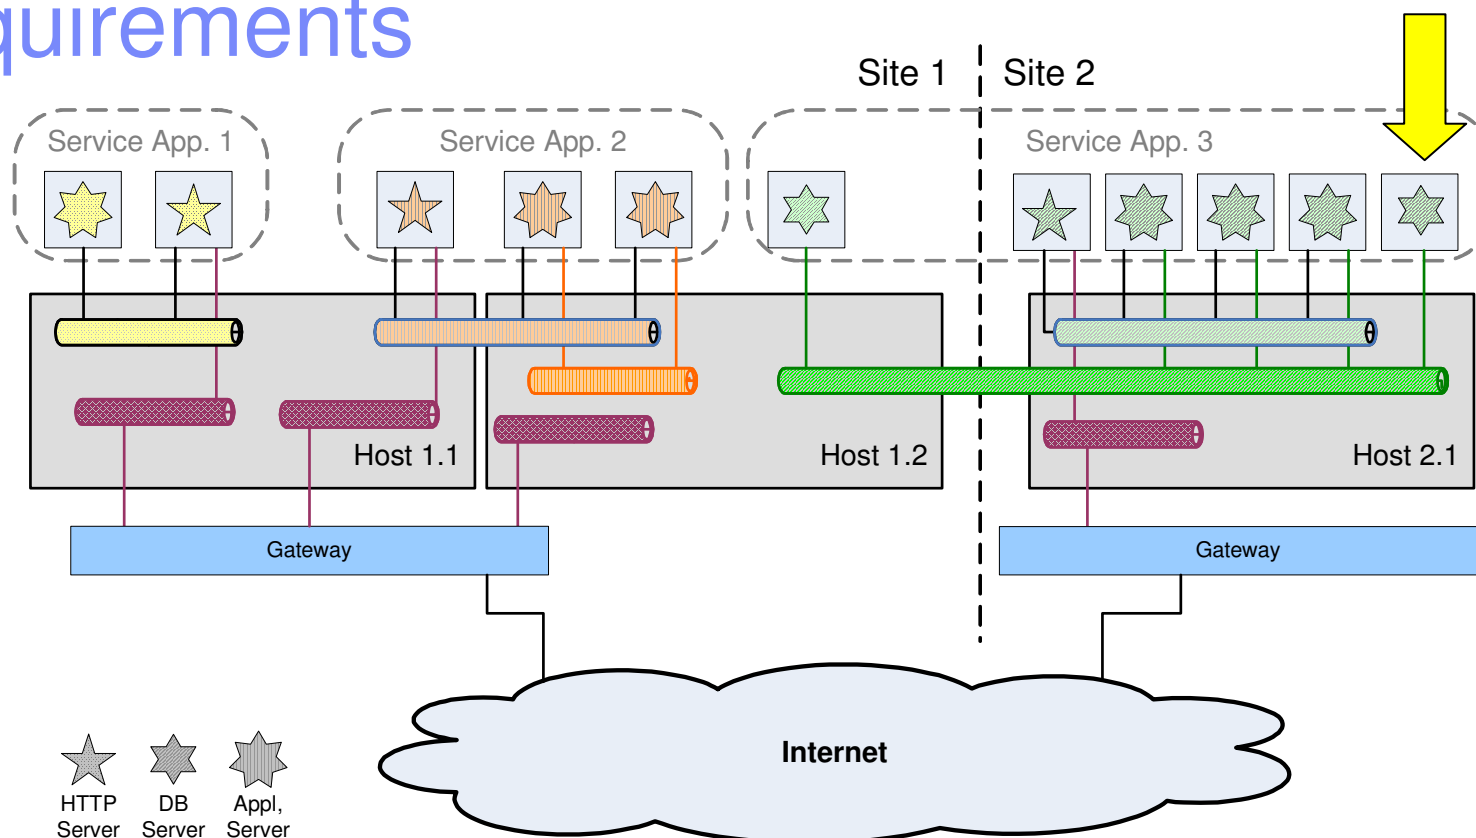 quirements
Site 1
Site 2
Service App. 1
Service App. 2
Service App. 3
Host 1.1
Host 1.2
Host 2.1
Gateway
Gateway
Internet
HTTP
Server
DB
Server
Appl,
Server